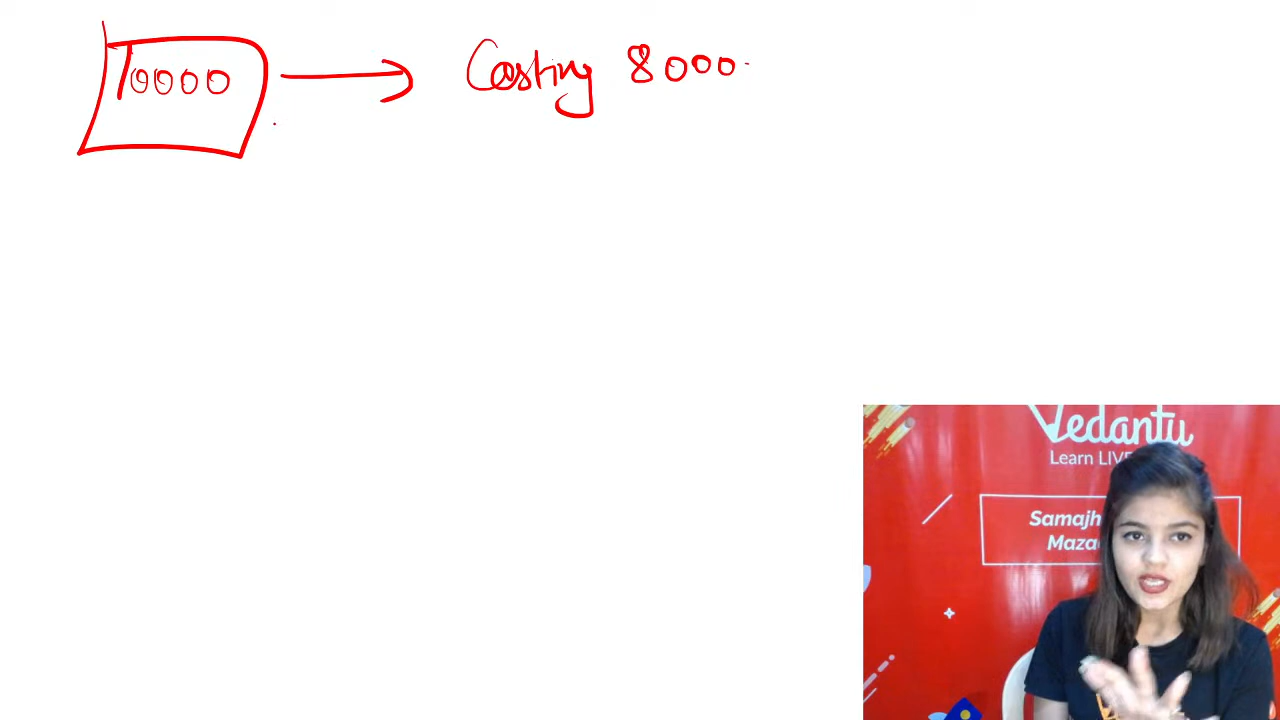 10000 → Costing 8000
Vedantu
Learn LIVE
Samajh
Maza